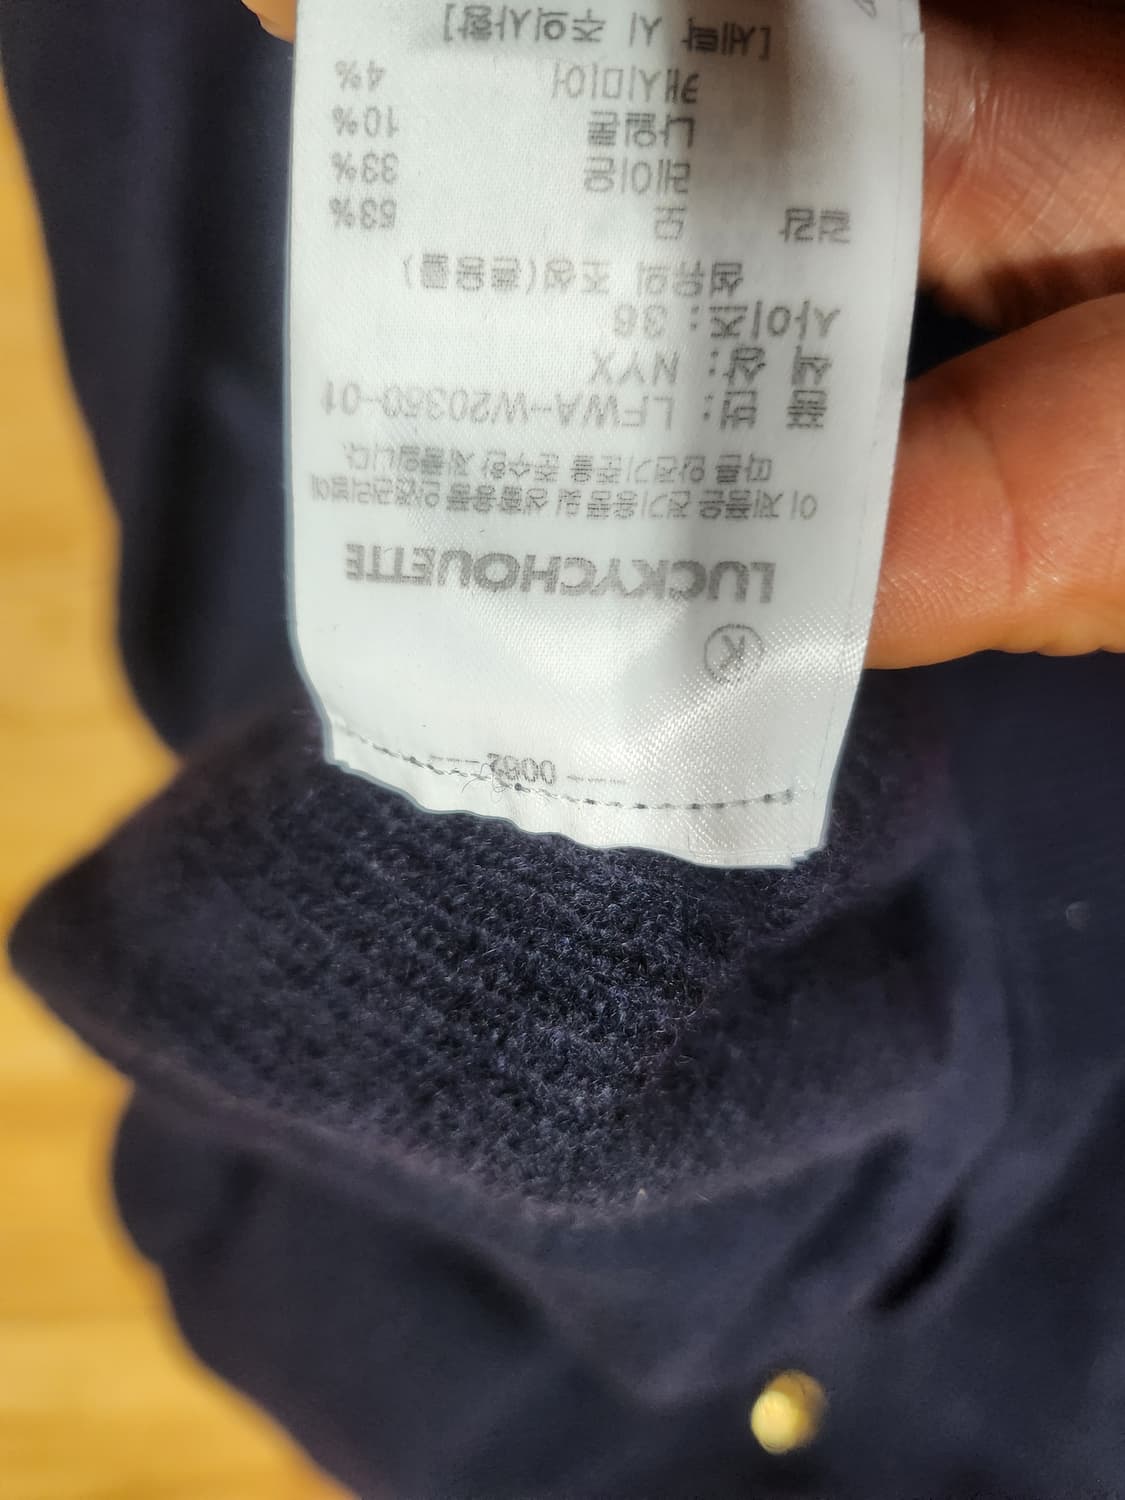 0062
K
LUCKYCHOUETTE
이 제품은 전기용품 및 생활용품 안전관리법에
따른 안전기준을 준수한 제품입니다.
품 번: LFWA-W20350-01
색 상: NYX
사이즈: 36
섬유의 조성(혼용률)
겉감 모 53%
레이온 33%
나일론 10%
캐시미어 4%
[세탁 시 주의사항]